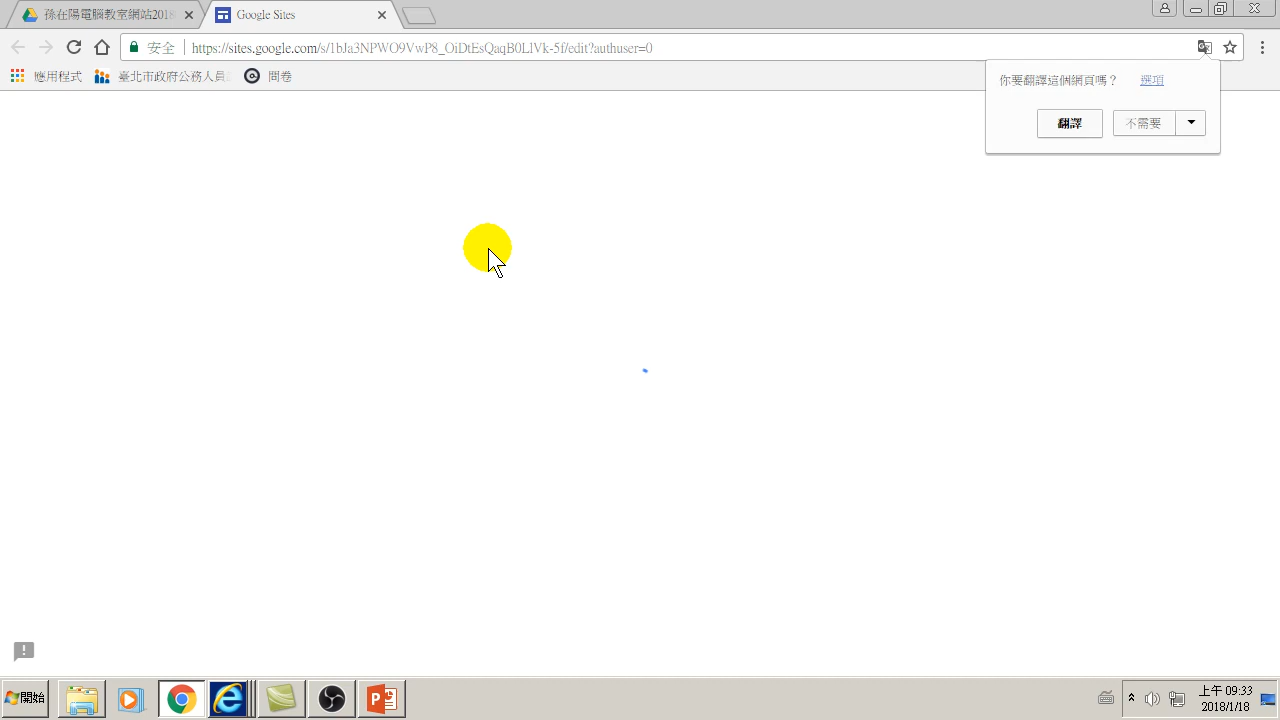 孫在陽電腦教室網站2018
Google Sites
安全
https://sites.google.com/s/1bJa3NPWO9VwP8_OiDtEsQaqB0LlVk-5f/edit?authuser=0
應用程式
臺北市政府公務人員
問卷
你要翻譯這個網頁嗎？
選項
翻譯
不需要
開始
上午 09:33
2018/1/18